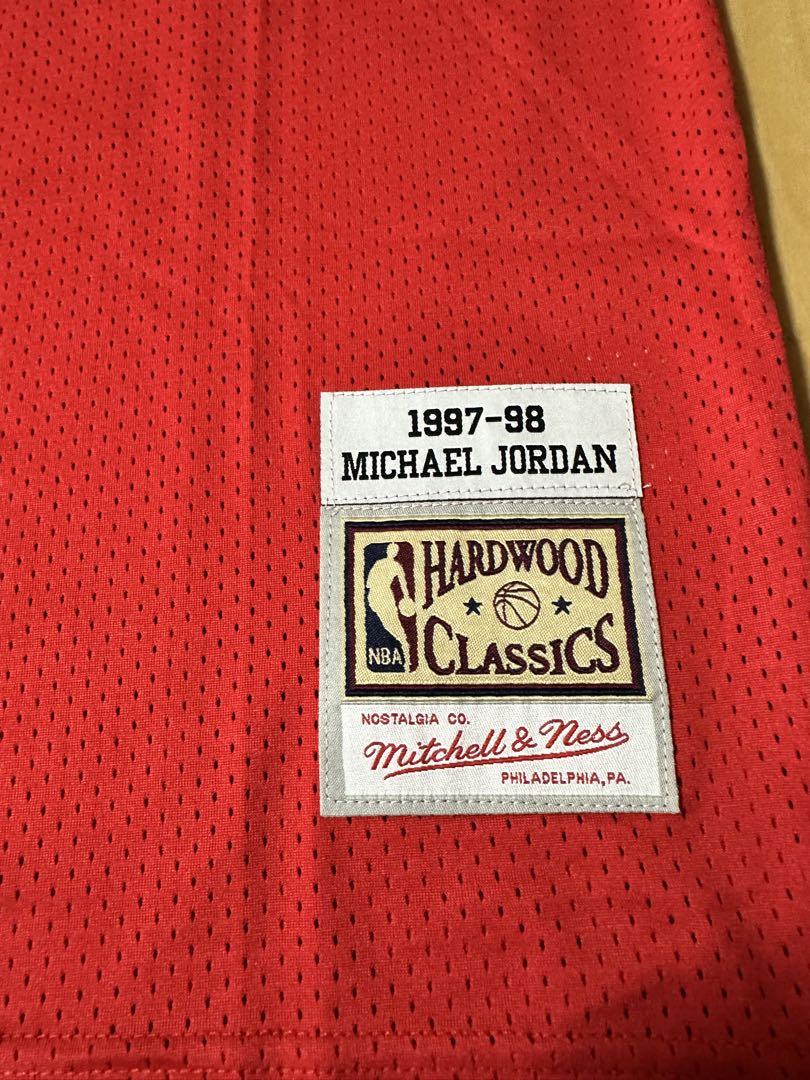 1997-98
MICHAEL JORDAN
HARDWOOD
CLASSICS
NBA
NOSTALGIA CO.
Mitchell & Ness
PHILADELPHIA, PA.